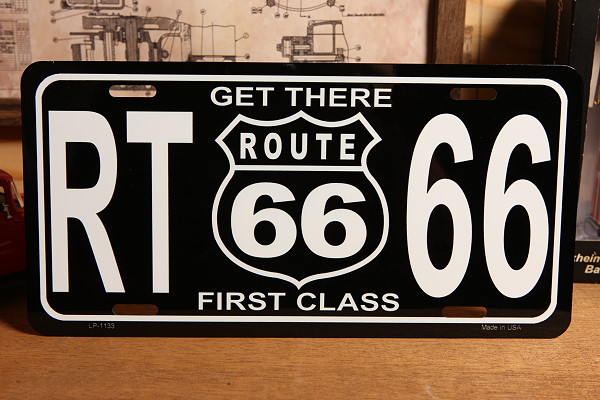 GET THERE
RT
ROUTE
66
66
FIRST CLASS
LP-1133
Made in USA